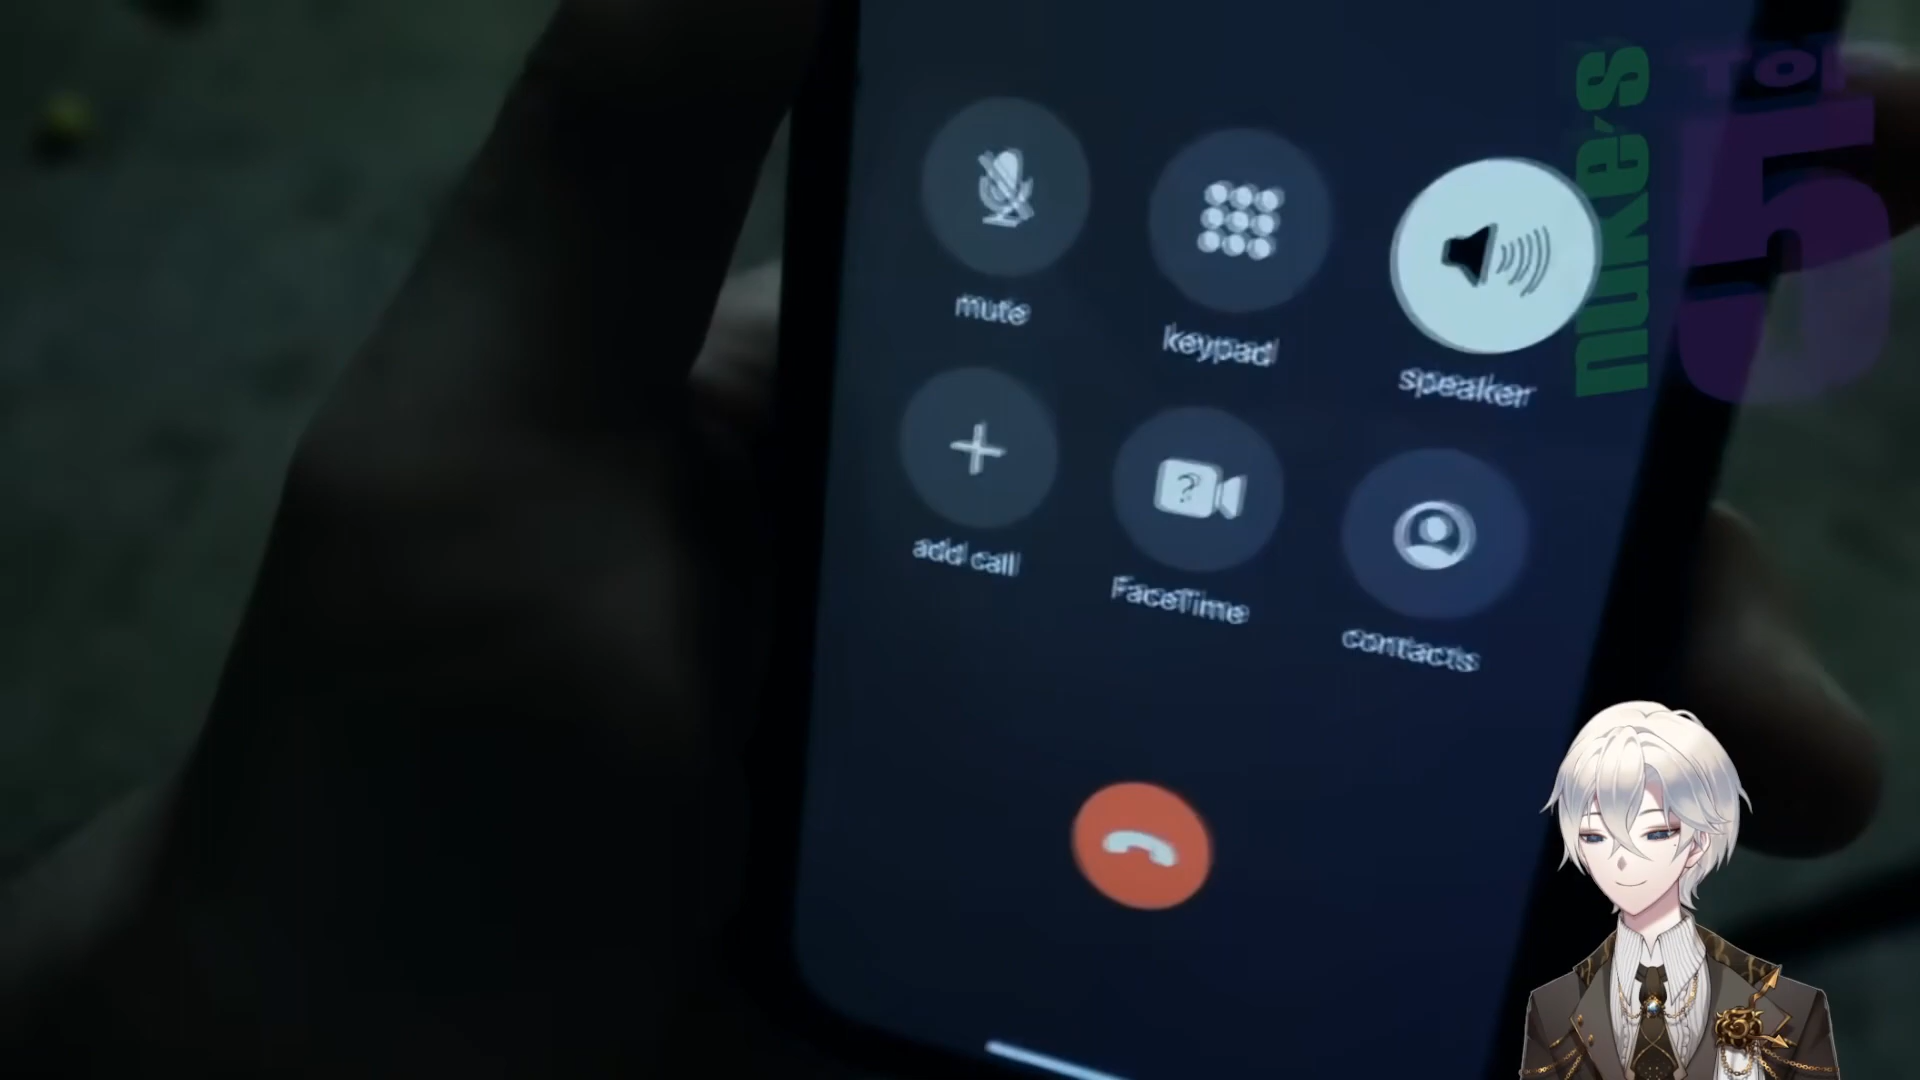 mute
keypad
speaker
add call
FaceTime
contacts
?
NUKE'S
TOP
5